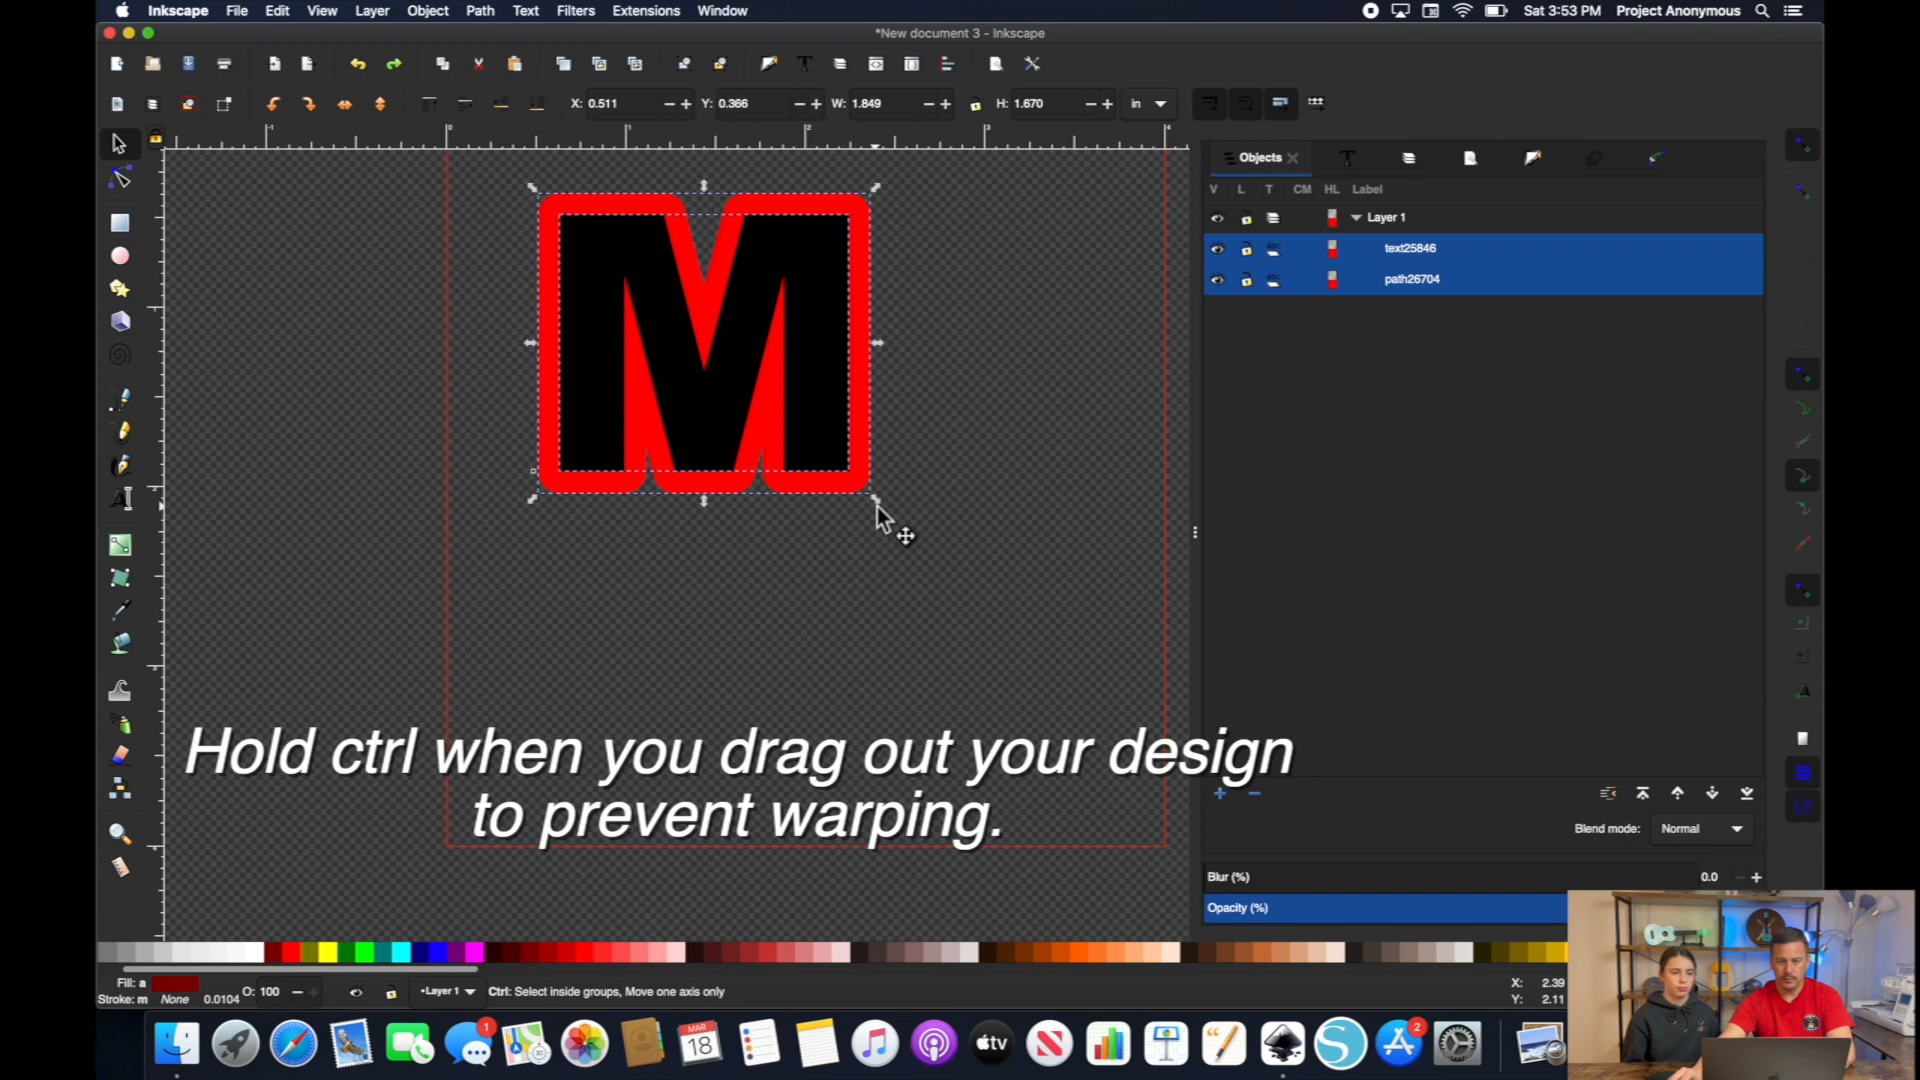 Inkscape File Edit View Layer Object Path Text Filters Extensions Window Sat 3:53 PM Project Anonymous
*New document 3 - Inkscape
X: 0.511 Y: 0.366 W: 1.849 H: 1.670 in
Objects
V L T CM HL Label
Layer 1
text25846
path26704
M
Hold ctrl when you drag out your design
to prevent warping.
Blend mode: Normal
Blur (%) 0.0
Opacity (%)
Fill: a
Stroke: m None 0.0104 O: 100 •Layer 1 Ctrl: Select inside groups, Move one axis only
X: 2.39
Y: 2.11
1
MAR
18
tv
2